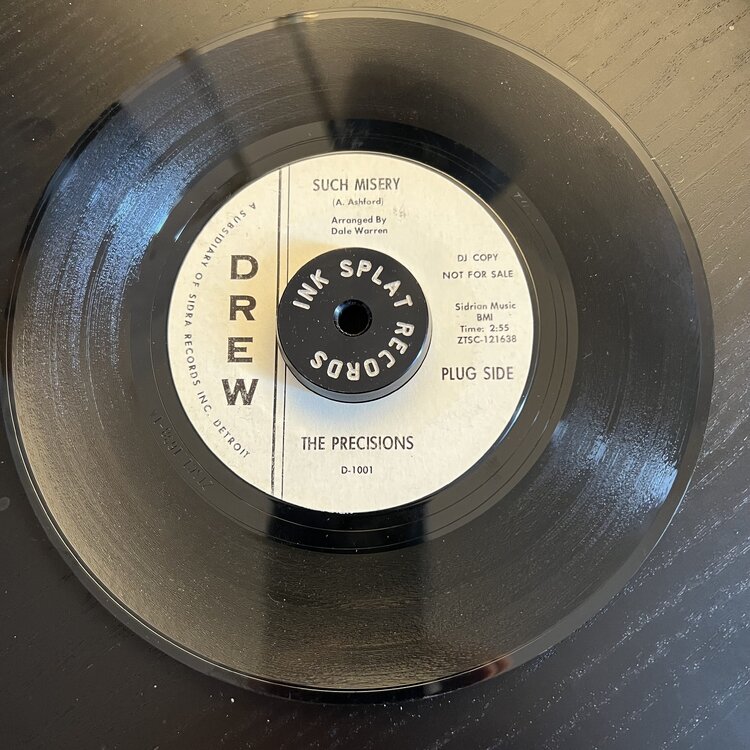 SUCH MISERY
(A. Ashford)
Arranged By
Dale Warren
DREW
A SUBSIDIARY OF SIDRA RECORDS INC. DETROIT
INK SPLAT RECORDS
DJ COPY
NOT FOR SALE
Sidrian Music
BMI
Time: 2:55
ZTSC-121638
PLUG SIDE
THE PRECISIONS
D-1001